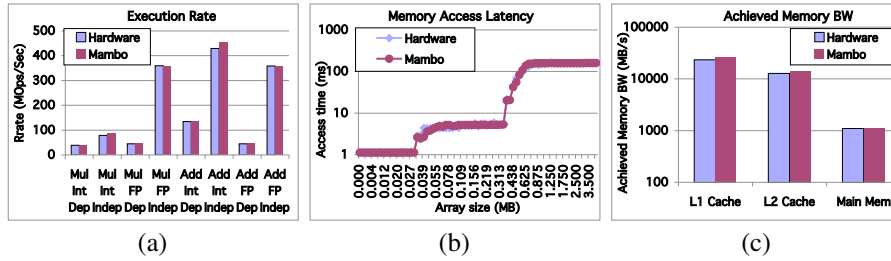 Execution Rate
Hardware
Mambo
Rrate (MOps/Sec)
500
400
300
200
100
0
Mul Mul Mul Mul Add Add Add Add
Int Int FP FP Int Int FP FP
Dep Indep Dep Indep Dep Indep Dep Indep
(a)
Memory Access Latency
Hardware
Mambo
Access time (ms)
1000
100
10
1
0.000
0.004
0.012
0.020
0.027
0.039
0.055
0.078
0.109
0.156
0.219
0.313
0.438
0.625
0.875
1.250
1.750
2.500
3.500
Array size (MB)
(b)
Achieved Memory BW
Hardware
Mambo
Achieved Memory BW (MB/s)
100000
10000
1000
100
L1 Cache L2 Cache Main Mem
(c)